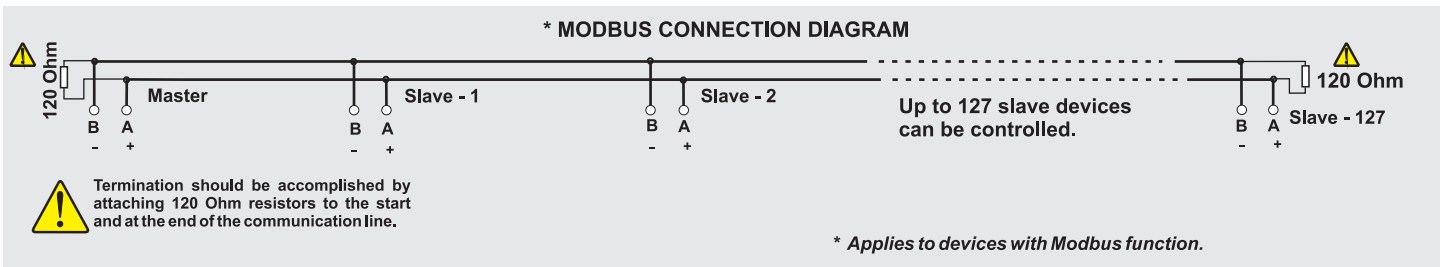 * MODBUS CONNECTION DIAGRAM
120 Ohm
B
A
-
+
Master
B
A
-
+
Slave - 1
B
A
-
+
Slave - 2
Up to 127 slave devices
can be controlled.
B
A
-
+
Slave - 127
120 Ohm
Termination should be accomplished by
attaching 120 Ohm resistors to the start
and at the end of the communication line.
* Applies to devices with Modbus function.